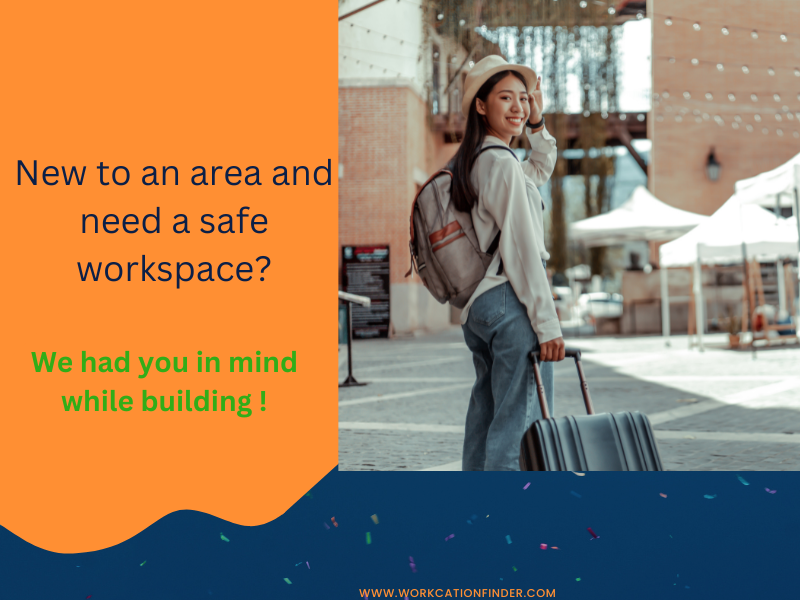 New to an area and
need a safe
workspace?
We had you in mind
while building !
WWW.WORKCATIONFINDER.COM